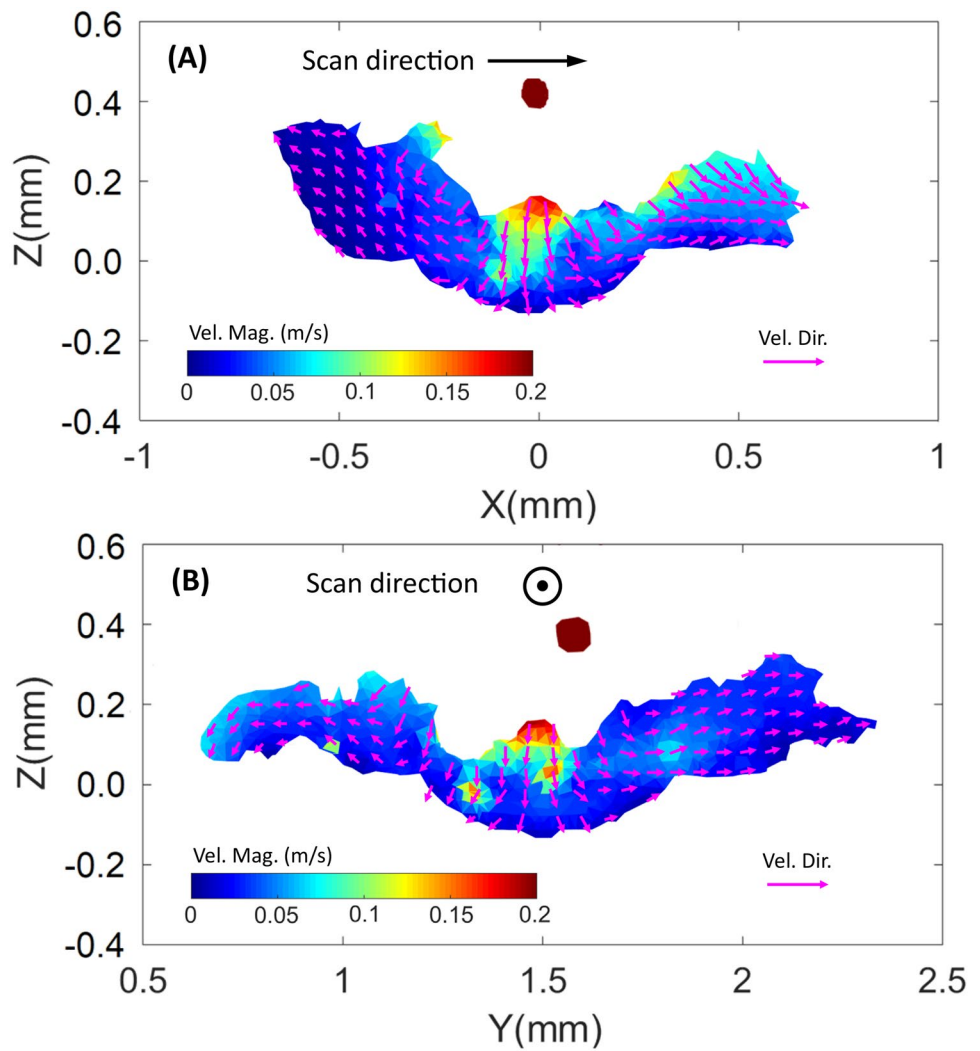 0.6
(A)
Scan direction
0.4
0.2
Z(mm)
0.0
Vel. Mag. (m/s)
Vel. Dir.
-0.2
0 0.05 0.1 0.15 0.2
-0.4
-1 -0.5 0 0.5 1
X(mm)
0.6
(B)
Scan direction
0.4
0.2
Z(mm)
0.0
Vel. Mag. (m/s)
Vel. Dir.
-0.2
0 0.05 0.1 0.15 0.2
-0.4
0.5 1 1.5 2 2.5
Y(mm)